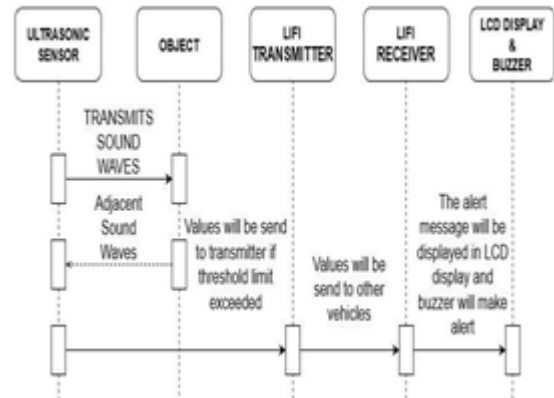 ULTRASONIC
SENSOR
OBJECT
LIFI
TRANSMITTER
LIFI
RECEIVER
LCD DISPLAY
&
BUZZER
TRANSMITS
SOUND
WAVES
Adjacent
Sound
Waves
Values will be send
to transmitter if
threshold limit
exceeded
Values will be
send to other
vehicles
The alert
message will be
displayed in LCD
display and
buzzer will make
alert